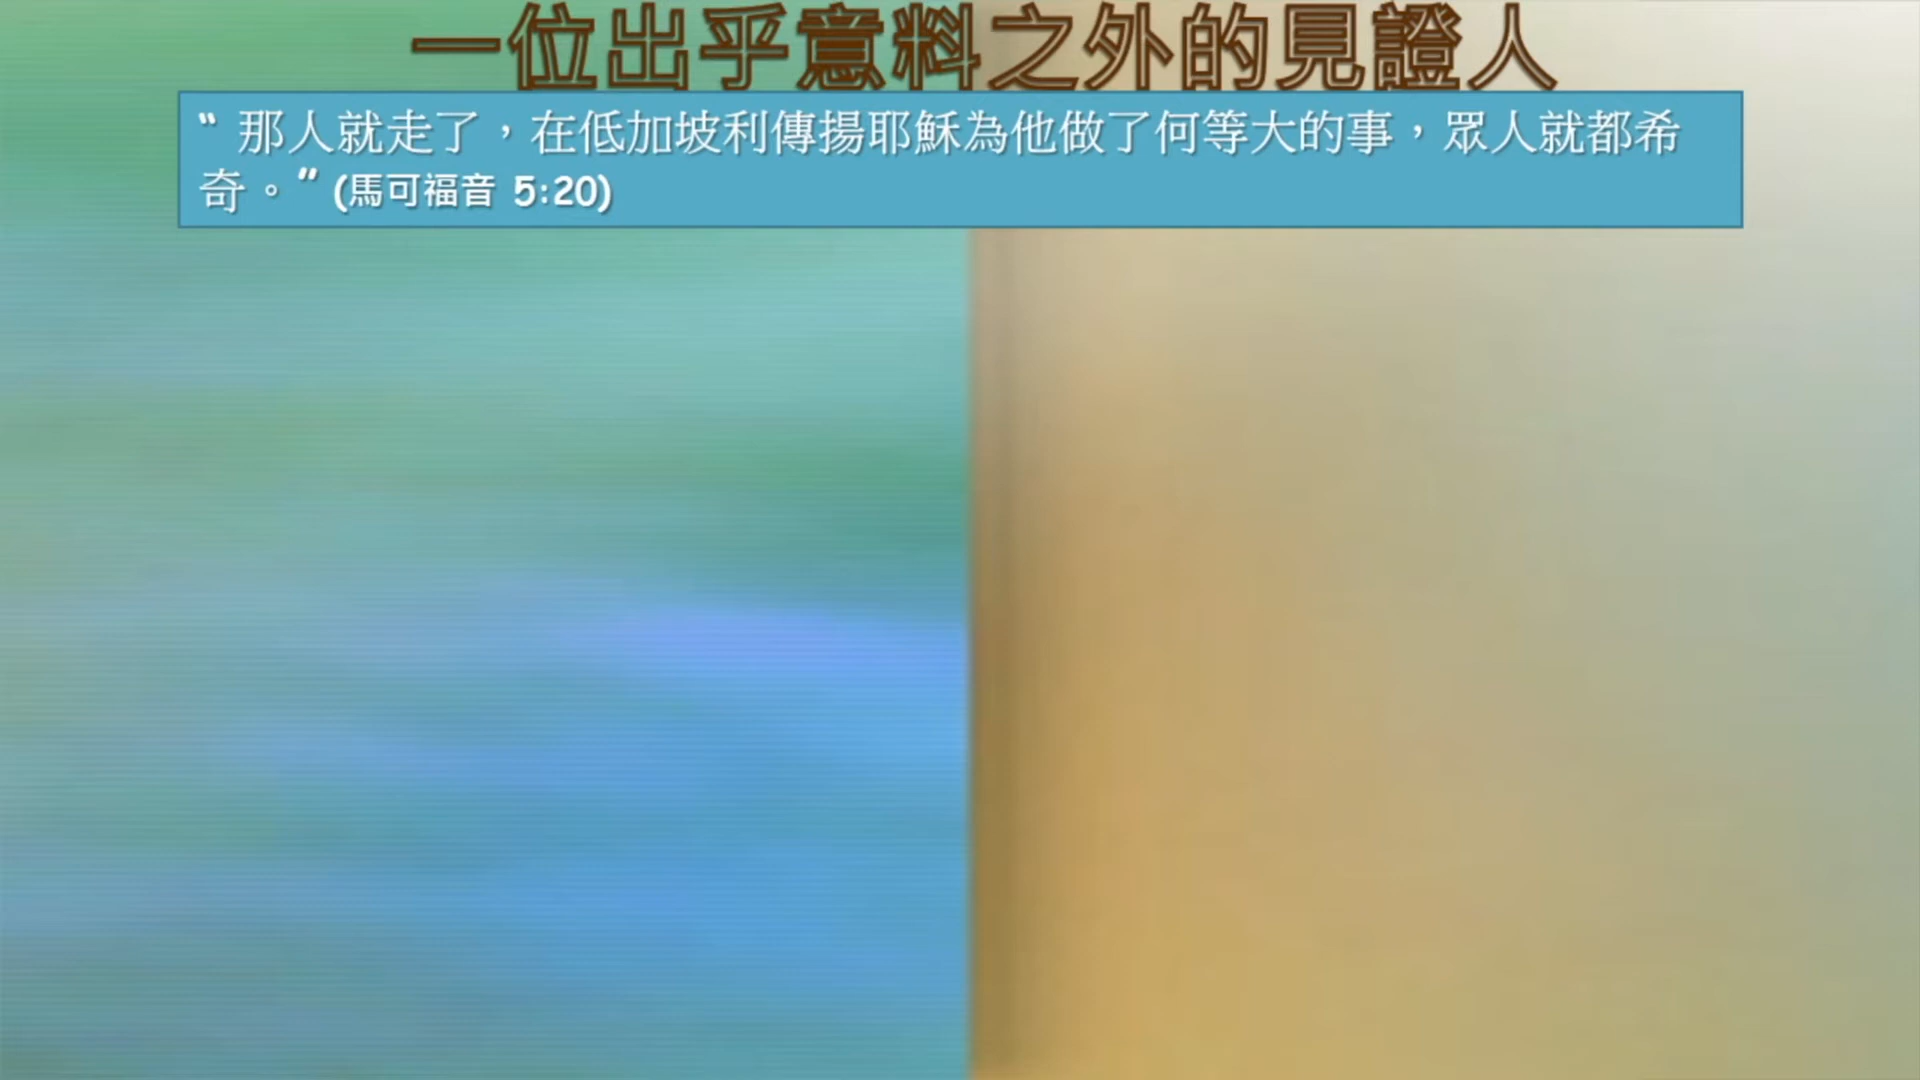 一位出乎意料之外的見證人
“ 那人就走了，在低加坡利傳揚耶穌為他做了何等大的事，眾人就都希
奇。” (馬可福音 5:20)